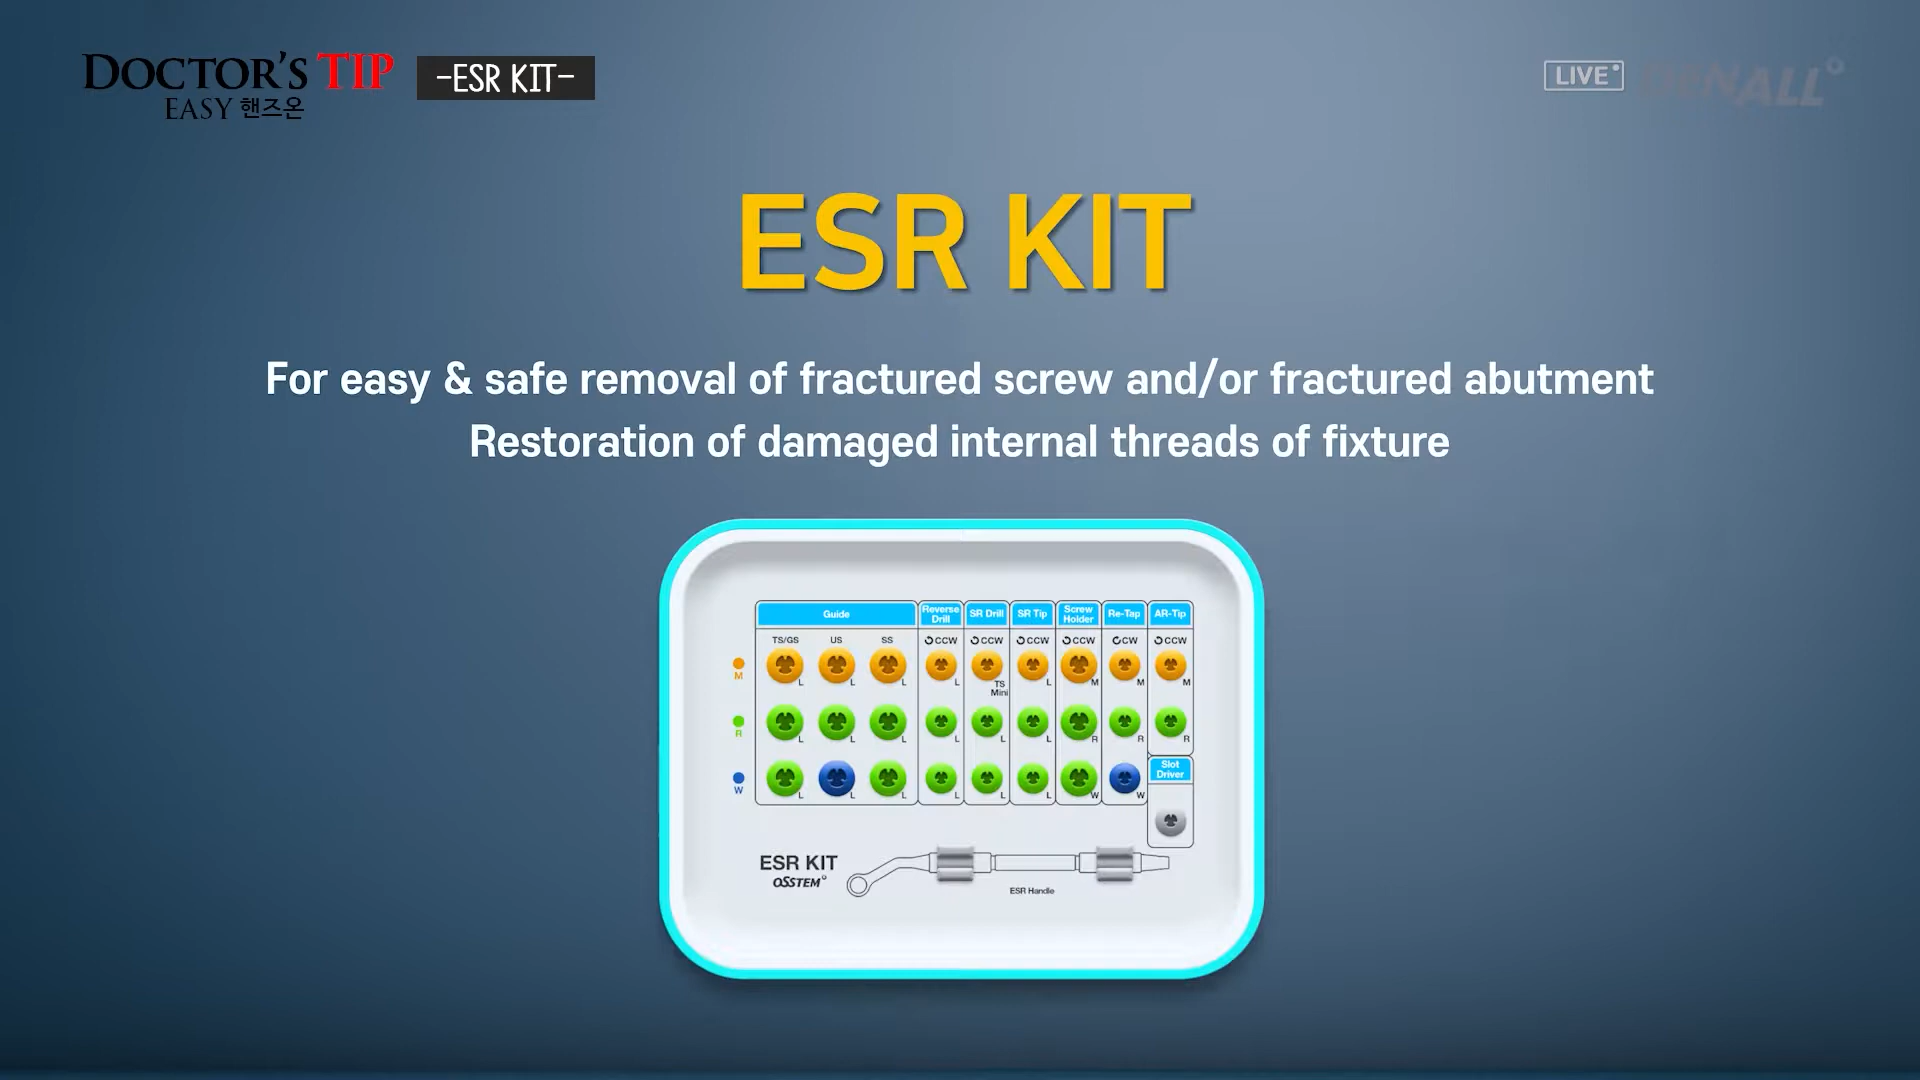 DOCTOR'S TIP
EASY 핸즈온
-ESR KIT-
LIVE
DENALL
ESR KIT
For easy & safe removal of fractured screw and/or fractured abutment
Restoration of damaged internal threads of fixture
Guide
Reverse Drill
SR Drill
SR Tip
Screw Holder
Re-Tap
AR-Tip
TS/GS US SS CCW CCW CCW CCW CW CCW
M
L L L L TS Mini L M M M
R
L L L L L L R R R
Slot Driver
W
L L L L L L W W
ESR KIT
OSSTEM
ESR Handle